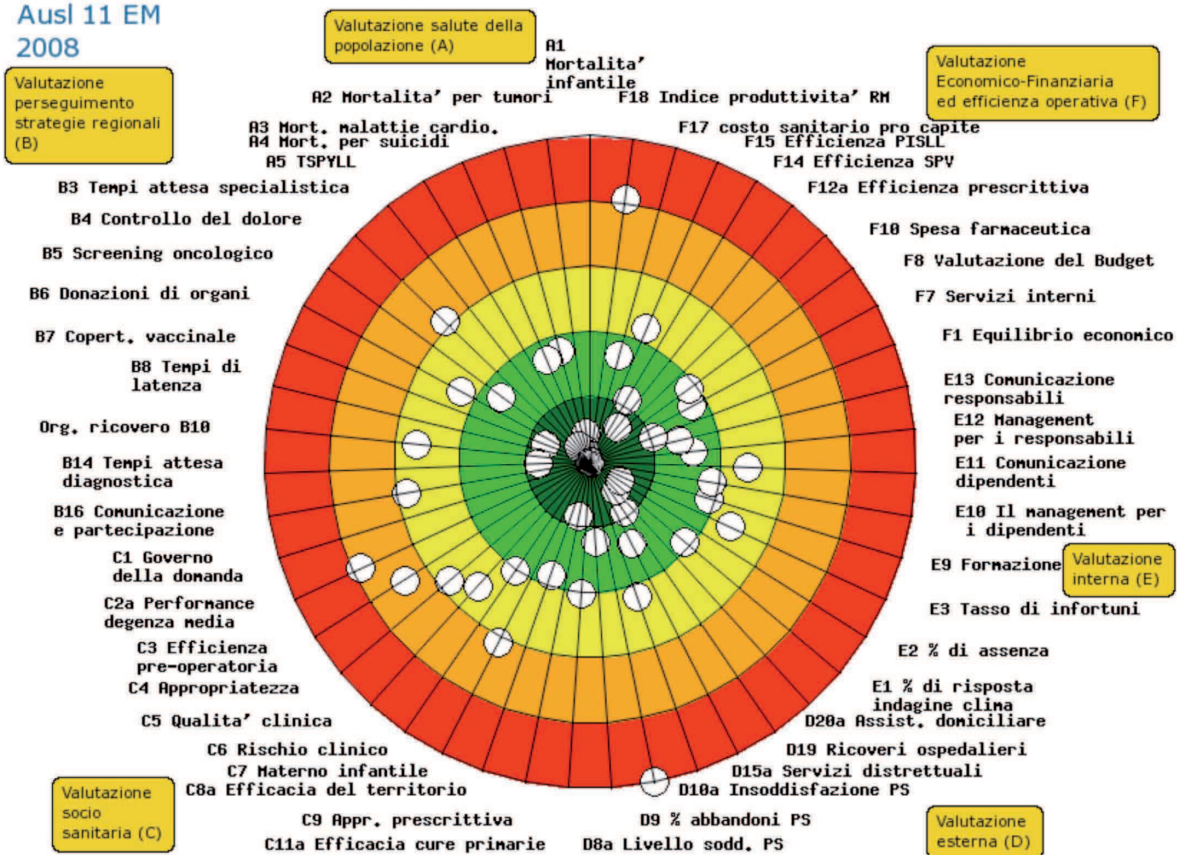 Ausl 11 EM
2008
Valutazione salute della
popolazione (A)
A1
Mortalita' 
infantile
Valutazione
Economico-Finanziaria
ed efficienza operativa (F)
Valutazione
perseguimento
strategie regionali
(B)
A2 Mortalita' per tumori
F18 Indice produttivita' RM
A3 Mort. malattie cardio.
F17 costo sanitario pro capite
A4 Mort. per suicidi
F15 Efficienza PISLL
A5 TSPYLL
F14 Efficienza SPV
B3 Tempi attesa specialistica
F12a Efficienza prescrittiva
B4 Controllo del dolore
F10 Spesa farmaceutica
B5 Screening oncologico
F8 Valutazione del Budget
B6 Donazioni di organi
F7 Servizi interni
B7 Copert. vaccinale
F1 Equilibrio economico
B8 Tempi di
latenza
E13 Comunicazione
responsabili
Org. ricovero B10
E12 Management
per i responsabili
B14 Tempi attesa
diagnostica
E11 Comunicazione
dipendenti
B16 Comunicazione
e partecipazione
E10 Il management per
i dipendenti
C1 Governo
della domanda
E9 Formazione
Valutazione
interna (E)
C2a Performance
degenza media
E3 Tasso di infortuni
C3 Efficienza
pre-operatoria
E2 % di assenza
C4 Appropriatezza
E1 % di risposta
indagine clima
C5 Qualita' clinica
D20a Assist. domiciliare
C6 Rischio clinico
D19 Ricoveri ospedalieri
C7 Materno infantile
D15a Servizi distrettuali
C8a Efficacia del territorio
D10a Insoddisfazione PS
Valutazione
socio
sanitaria (C)
C9 Appr. prescrittiva
D9 % abbandoni PS
C11a Efficacia cure primarie
D8a Livello sodd. PS
Valutazione
esterna (D)